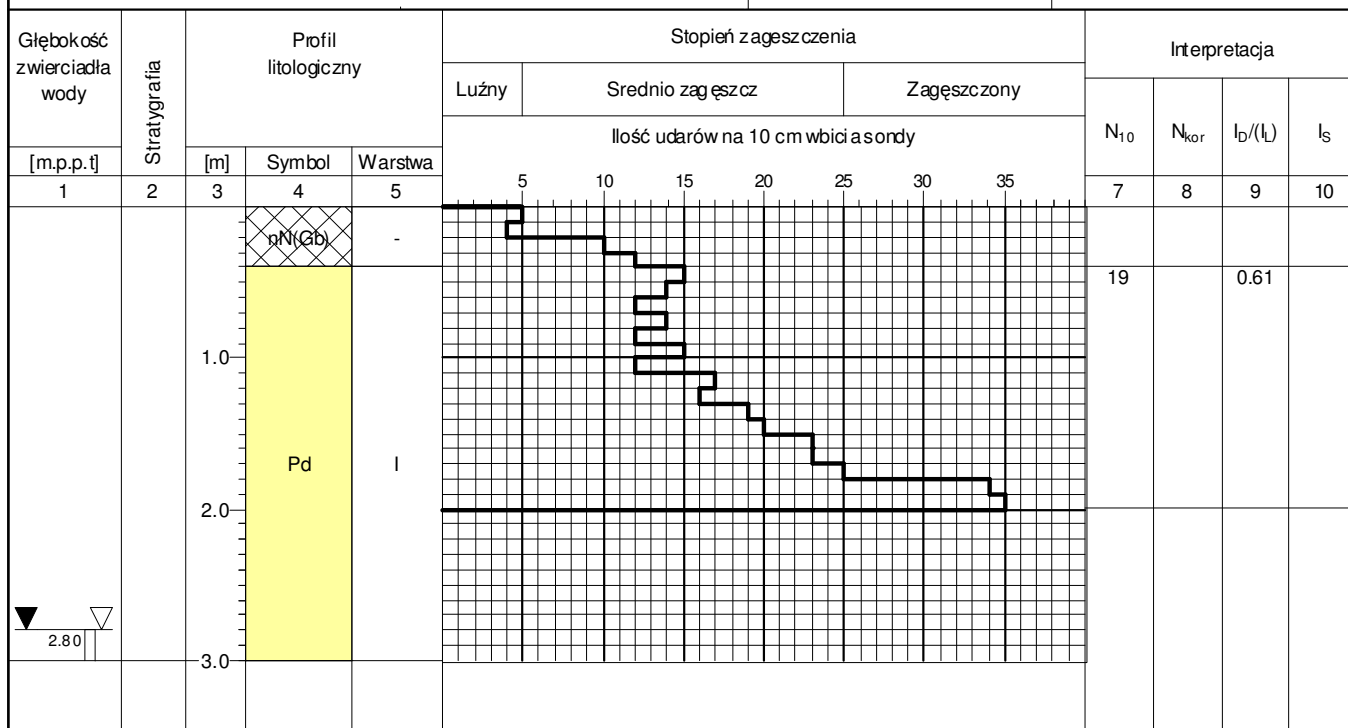 Głębokość
zwierciadła
wody
[m.p.p.t]
Stratygrafia
Profil
litologiczny
[m]
Symbol
Warstwa
Stopień zageszczenia
Luźny
Srednio zagęszcz
Zagęszczony
Ilość udarów na 10 cm wbicia sondy
5 10 15 20 25 30 35
Interpretacja
N10
Nkor
ID/(IL)
IS
1 2 3 4 5 7 8 9 10
nN(Gb)
-
19
0.61
1.0
Pd
I
2.0
2.80
3.0